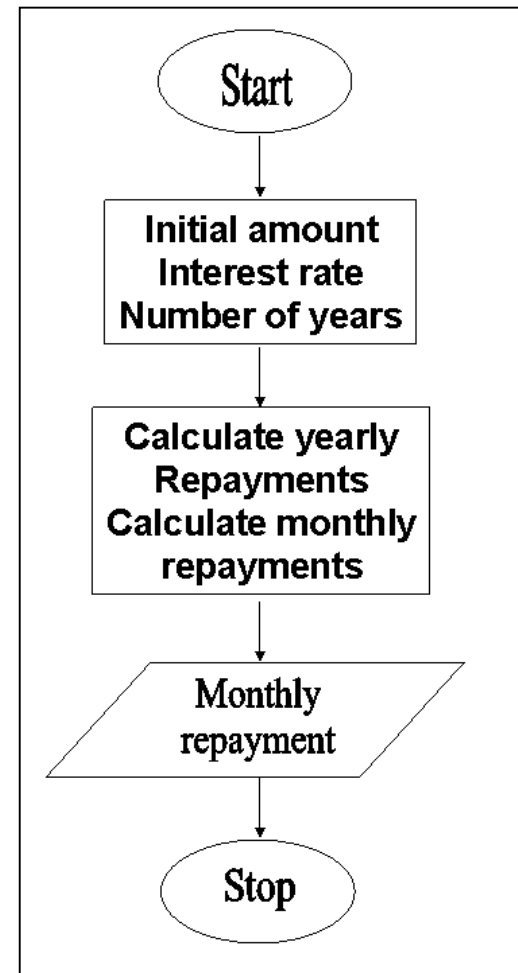 Start
Initial amount
Interest rate
Number of years
Calculate yearly
Repayments
Calculate monthly
repayments
Monthly
repayment
Stop